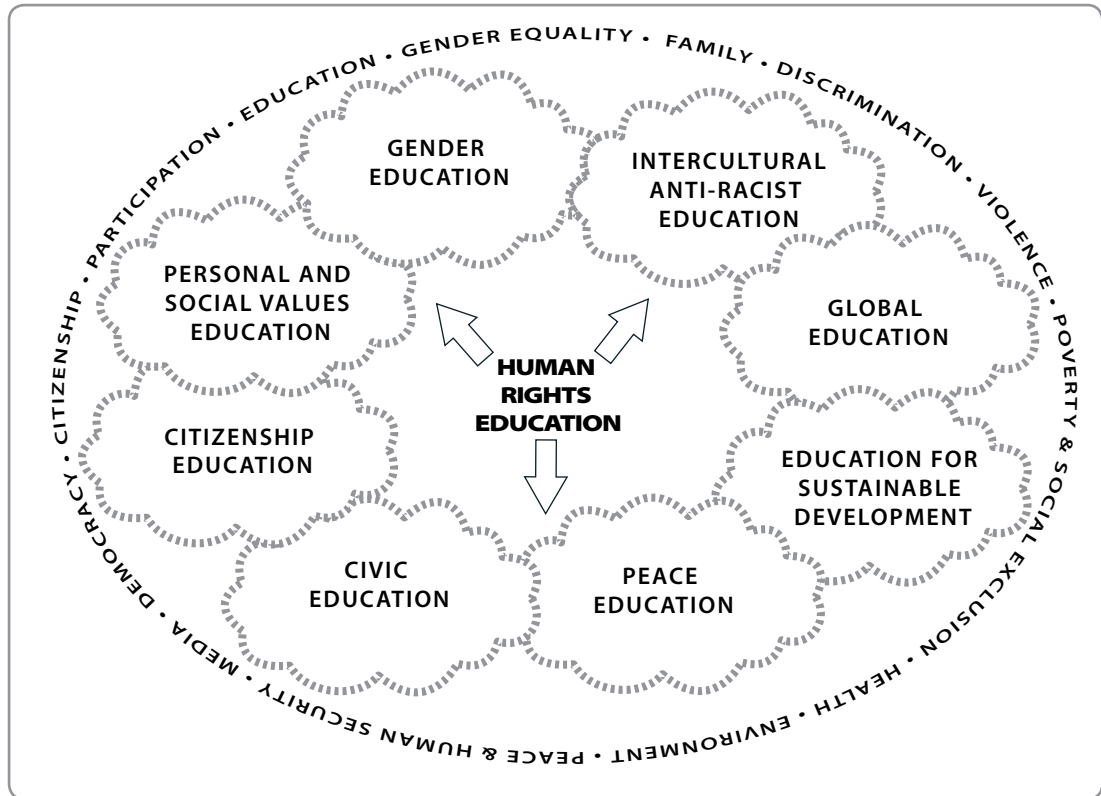 CITIZENSHIP • PARTICIPATION • EDUCATION • GENDER EQUALITY • FAMILY • DISCRIMINATION • VIOLENCE • POVERTY & SOCIAL EXCLUSION • HEALTH • ENVIRONMENT • PEACE & HUMAN SECURITY • MEDIA • DEMOCRACY •
GENDER
EDUCATION
INTERCULTURAL
ANTI-RACIST
EDUCATION
PERSONAL AND
SOCIAL VALUES
EDUCATION
GLOBAL
EDUCATION
HUMAN
RIGHTS
EDUCATION
CITIZENSHIP
EDUCATION
EDUCATION FOR
SUSTAINABLE
DEVELOPMENT
CIVIC
EDUCATION
PEACE
EDUCATION